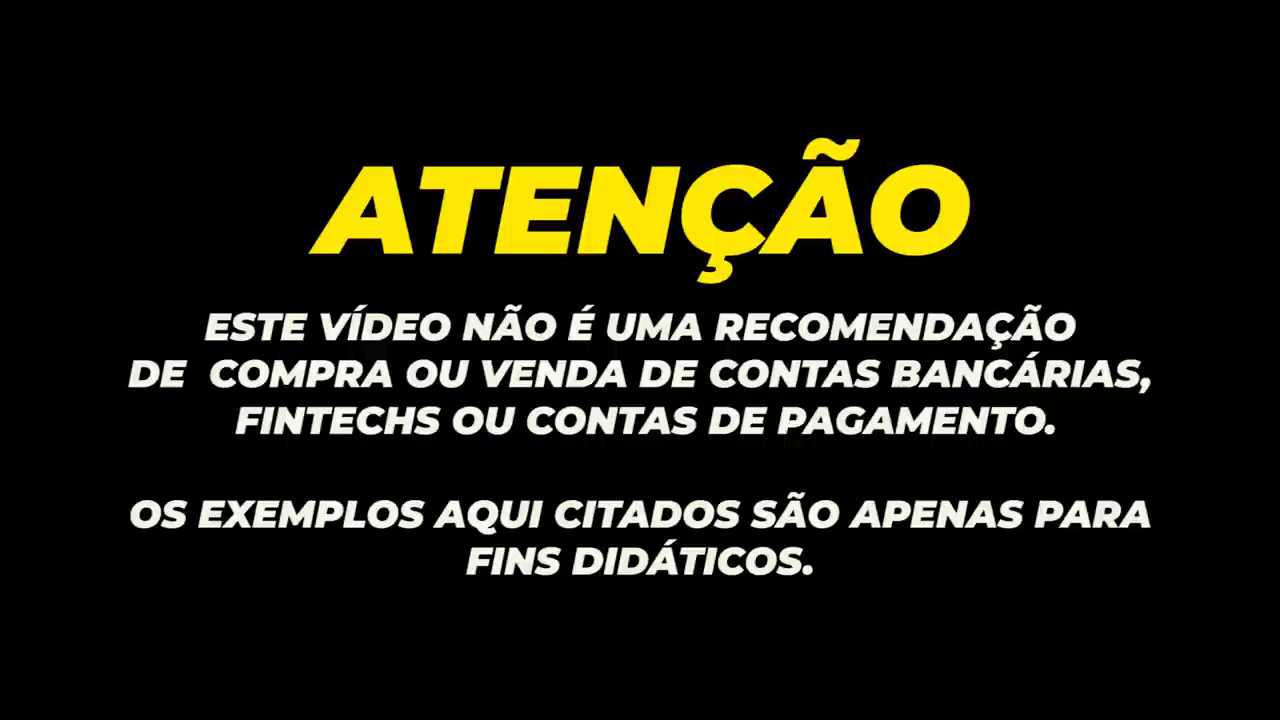 ATENÇÃO
ESTE VÍDEO NÃO É UMA RECOMENDAÇÃO
DE COMPRA OU VENDA DE CONTAS BANCÁRIAS,
FINTECHS OU CONTAS DE PAGAMENTO.
OS EXEMPLOS AQUI CITADOS SÃO APENAS PARA
FINS DIDÁTICOS.